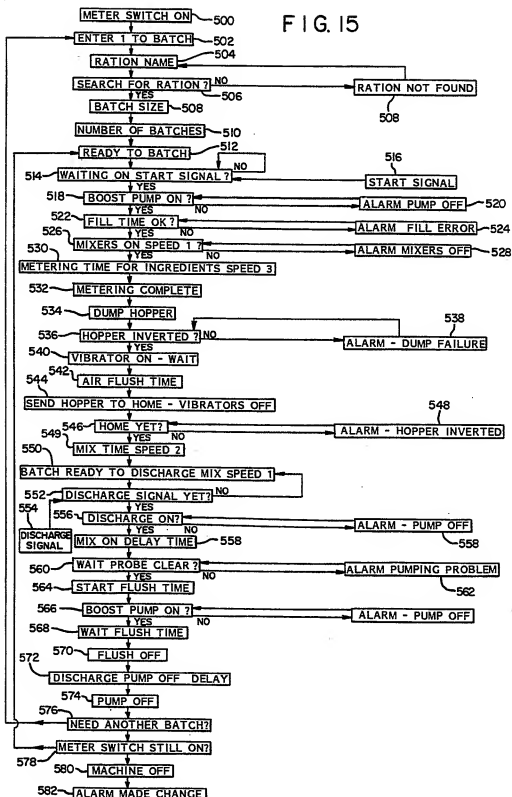 FIG. 15
METER SWITCH ON 500
ENTER 1 TO BATCH 502
RATION NAME 504
SEARCH FOR RATION ? NO
506 YES
RATION NOT FOUND
508
BATCH SIZE 508
NUMBER OF BATCHES 510
READY TO BATCH 512
514 WAITING ON START SIGNAL ? NO
YES
516
START SIGNAL
518 BOOST PUMP ON ?
YES NO
ALARM PUMP OFF 520
522 FILL TIME OK ?
YES NO
ALARM FILL ERROR 524
526 MIXERS ON SPEED 1 ?
YES NO
ALARM MIXERS OFF 528
530
METERING TIME FOR INGREDIENTS SPEED 3
532 METERING COMPLETE
534 DUMP HOPPER
536 HOPPER INVERTED ? NO
YES
538
ALARM - DUMP FAILURE
540 VIBRATOR ON - WAIT
542 AIR FLUSH TIME
544
SEND HOPPER TO HOME - VIBRATORS OFF
546 HOME YET?
YES NO
548
ALARM - HOPPER INVERTED
549 MIX TIME SPEED 2
550
BATCH READY TO DISCHARGE MIX SPEED 1
552 DISCHARGE SIGNAL YET? NO
YES
554
DISCHARGE
SIGNAL
556 DISCHARGE ON?
YES NO
ALARM - PUMP OFF
558
MIX ON DELAY TIME 558
560 WAIT PROBE CLEAR ?
YES NO
ALARM PUMPING PROBLEM
562
564 START FLUSH TIME
566 BOOST PUMP ON ?
YES NO
ALARM - PUMP OFF
568 WAIT FLUSH TIME
570 FLUSH OFF
572
DISCHARGE PUMP OFF DELAY
574 PUMP OFF
576 NEED ANOTHER BATCH?
METER SWITCH STILL ON?
578
580 MACHINE OFF
582 ALARM MADE CHANGE